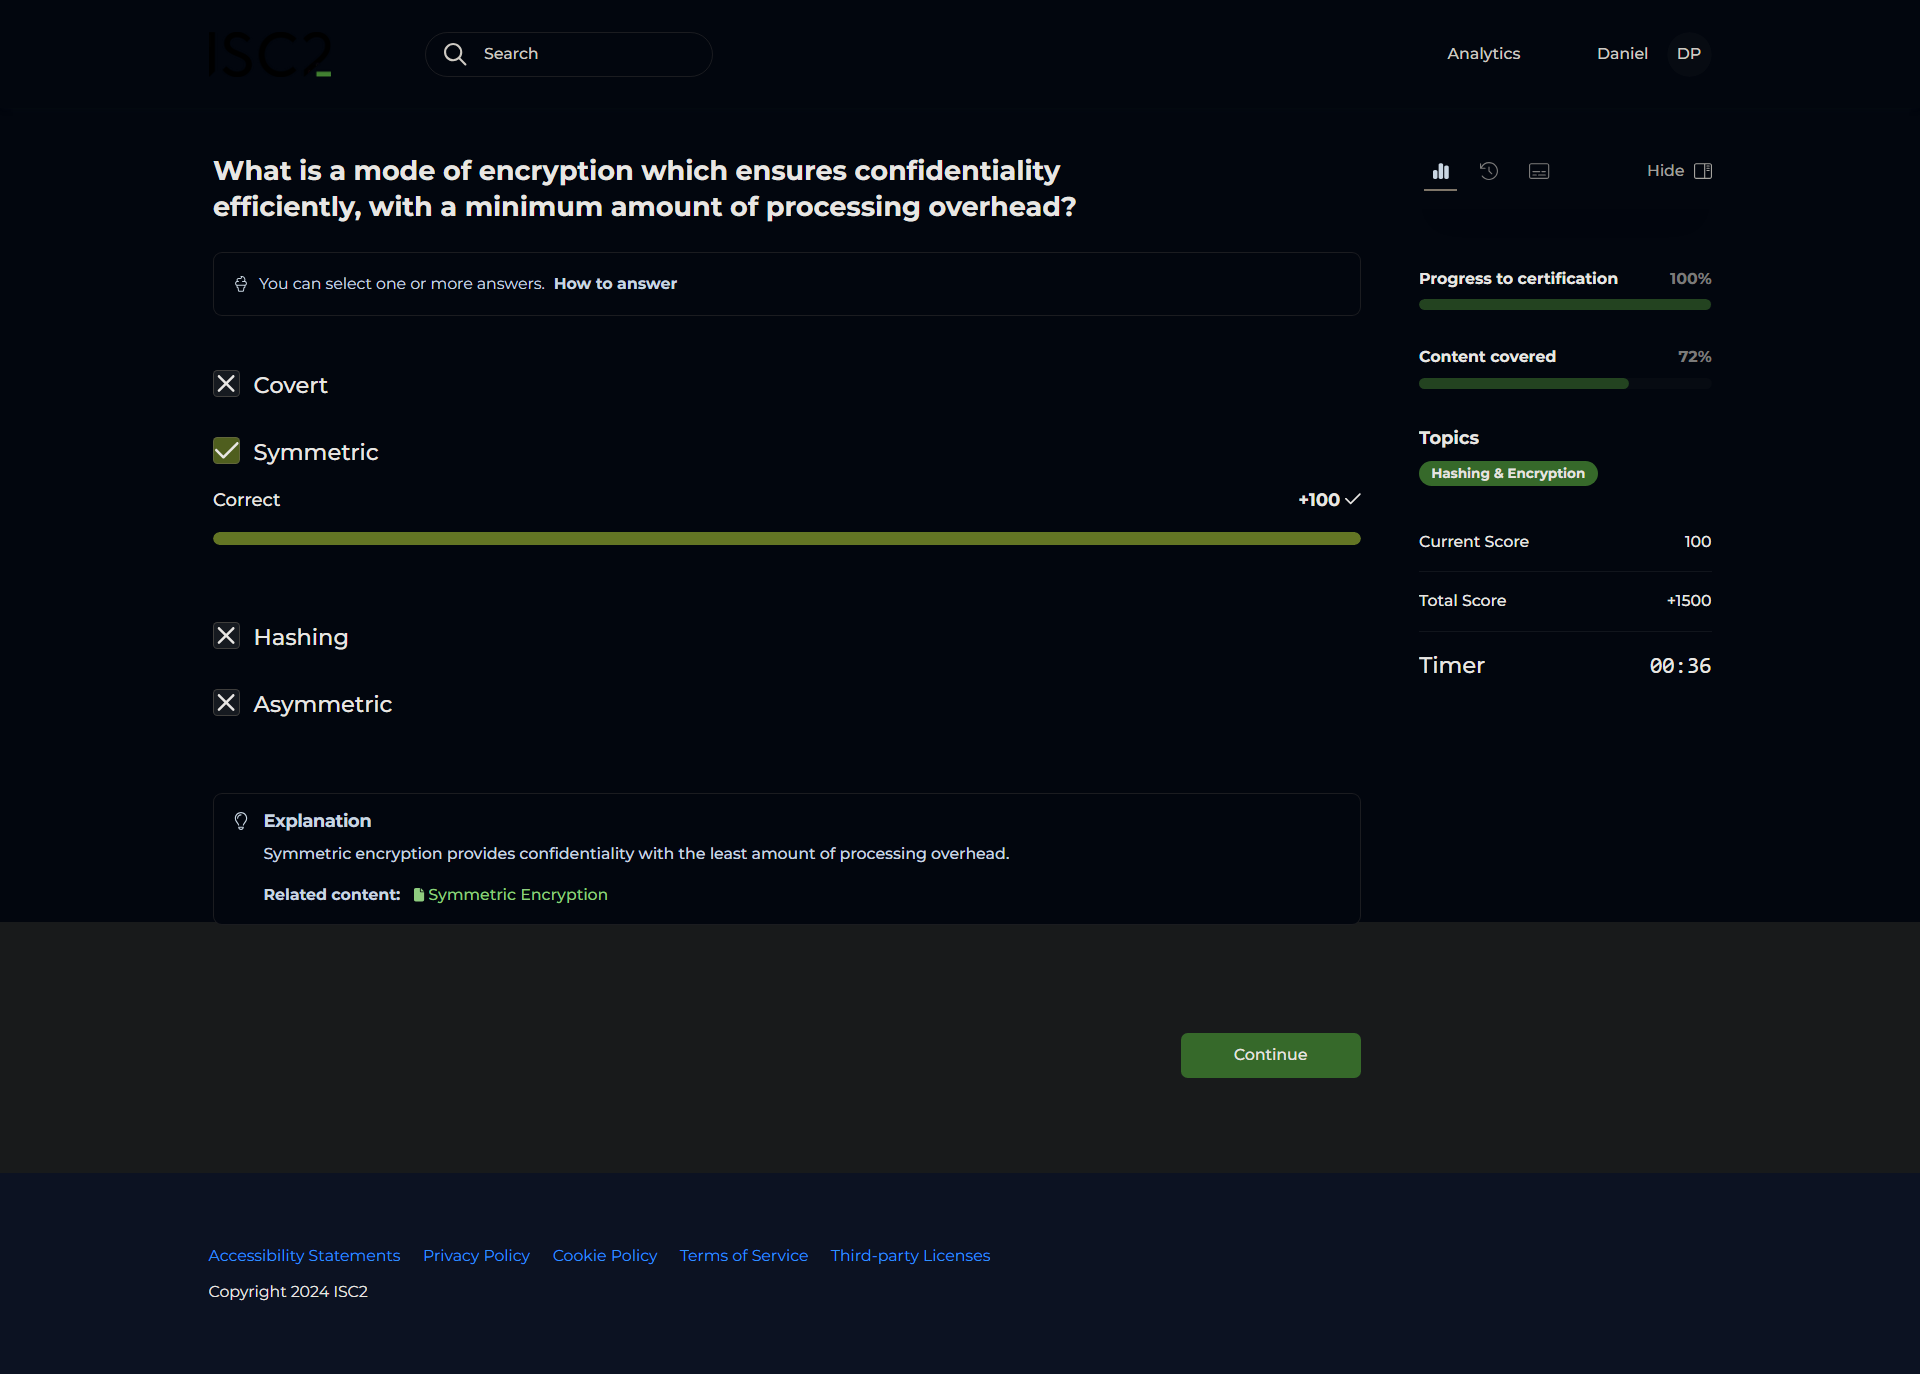 ISC2
Search
Analytics
Daniel
DP
What is a mode of encryption which ensures confidentiality
efficiently, with a minimum amount of processing overhead?
You can select one or more answers. How to answer
Covert
Symmetric
Correct
+100
Hashing
Asymmetric
Explanation
Symmetric encryption provides confidentiality with the least amount of processing overhead.
Related content: Symmetric Encryption
Hide
Progress to certification 100%
Content covered 72%
Topics
Hashing & Encryption
Current Score 100
Total Score +1500
Timer 00:36
Continue
Accessibility Statements Privacy Policy Cookie Policy Terms of Service Third-party Licenses
Copyright 2024 ISC2